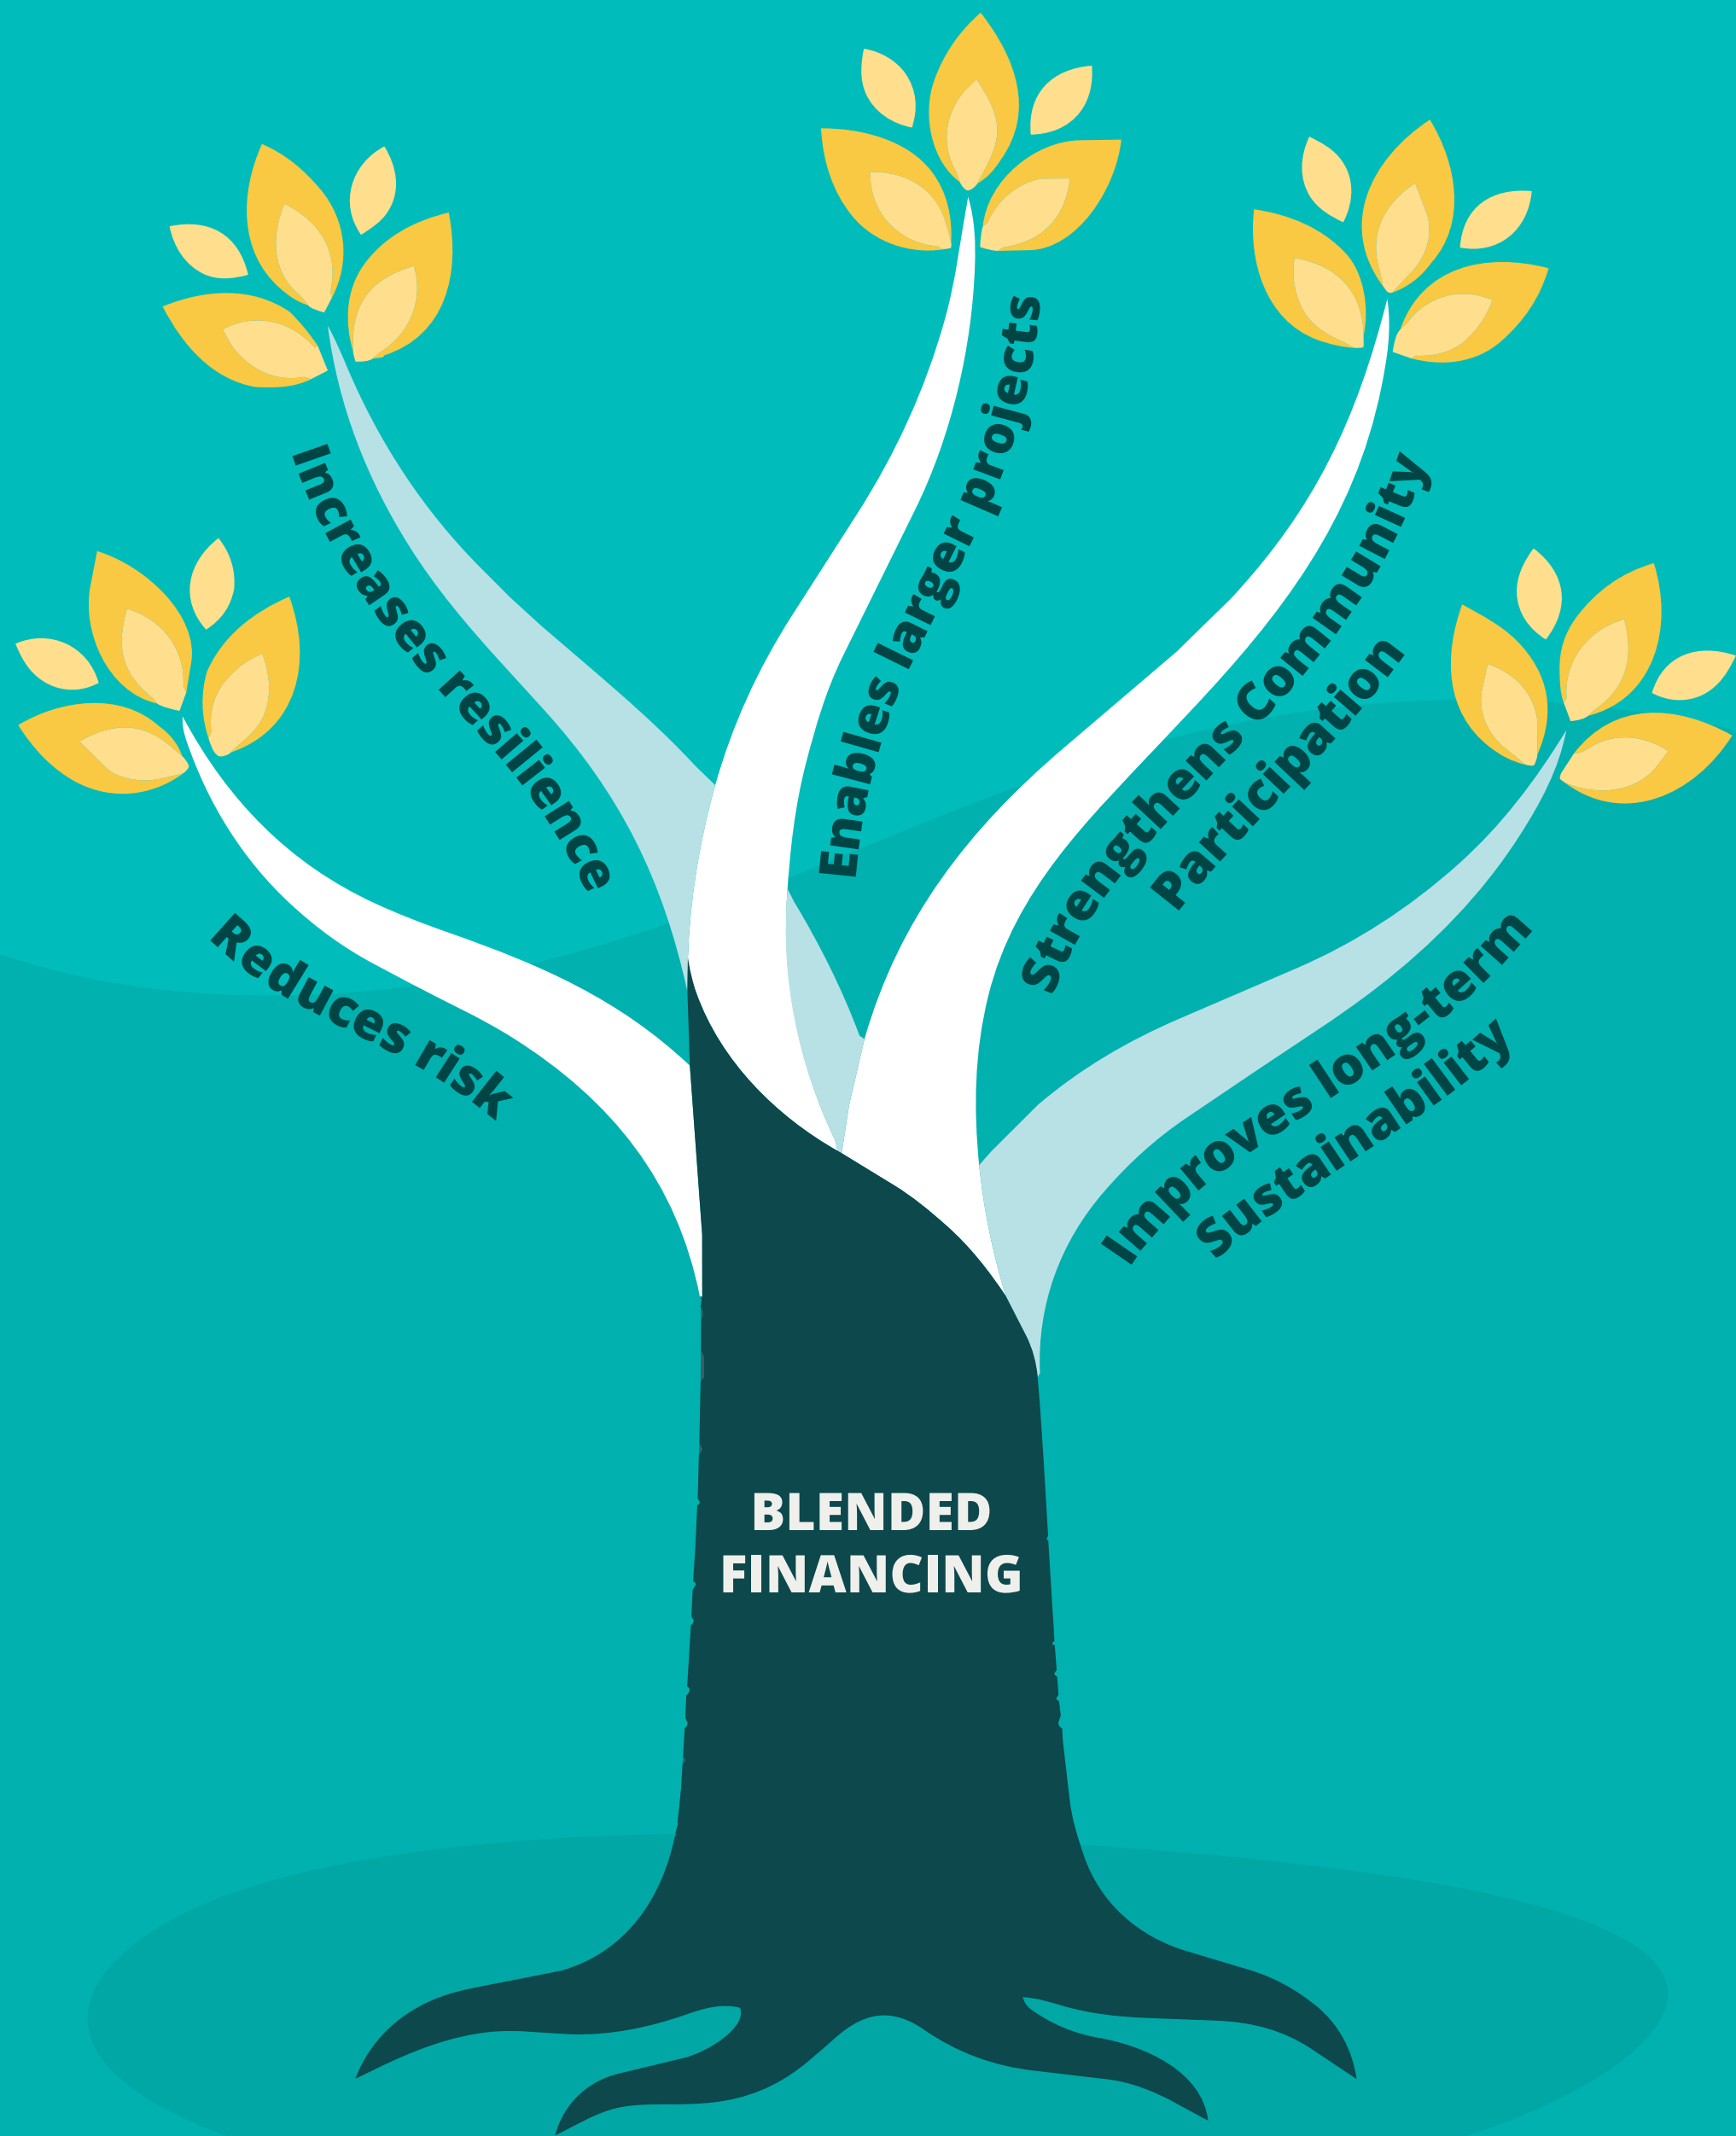 Reduces risk
Increases resilience
Enables larger projects
Strengthens Community
Participation
Improves long-term
Sustainability
BLENDED
FINANCING